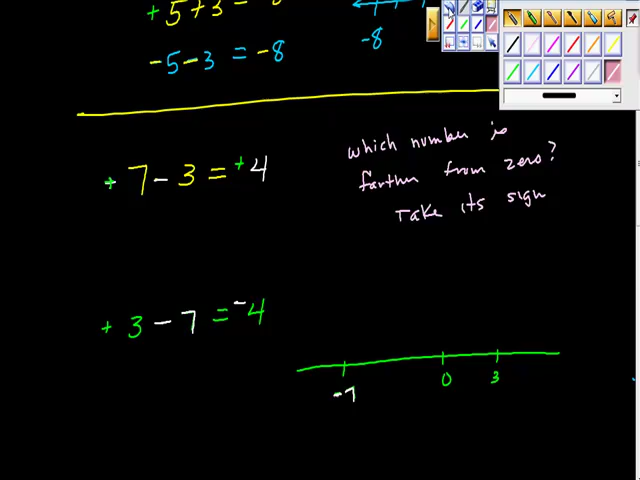 +5+3 = 8
-5-3 = -8
-8
+7-3 = +4
which number is
farther from zero?
Take its sign
+3-7 = -4
-7 0 3